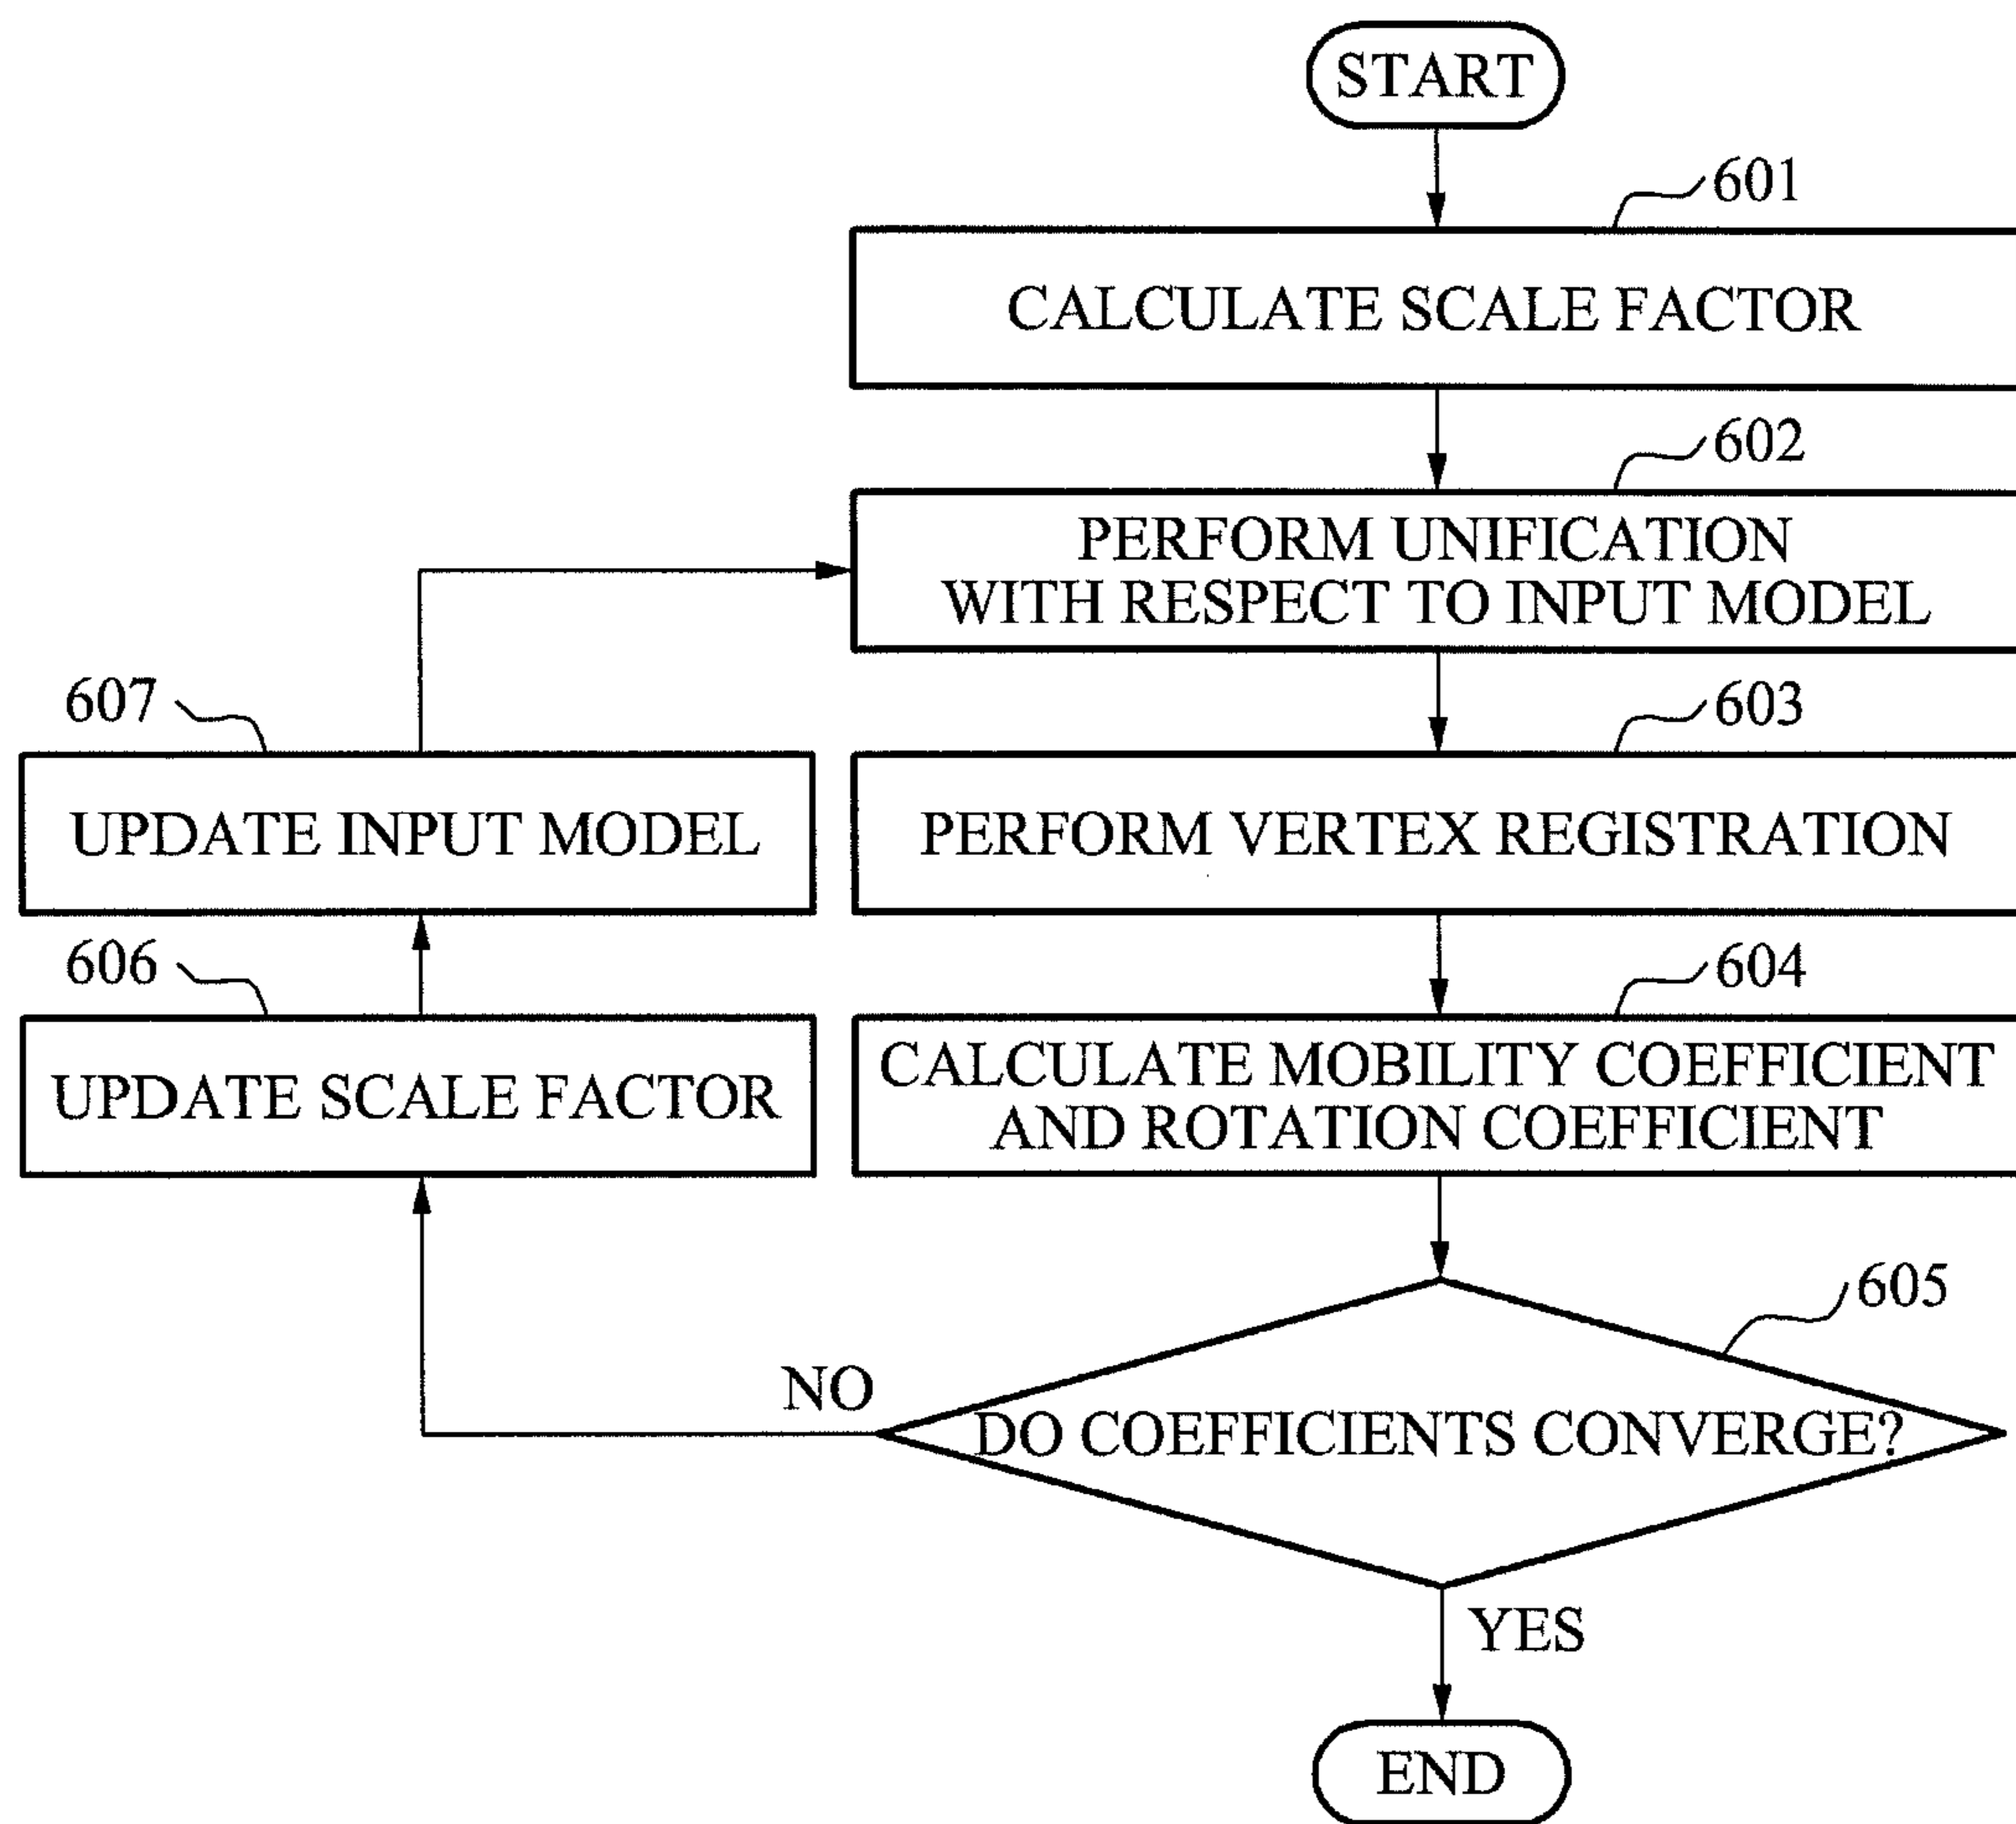 START
601
CALCULATE SCALE FACTOR
602
PERFORM UNIFICATION
WITH RESPECT TO INPUT MODEL
603
PERFORM VERTEX REGISTRATION
604
CALCULATE MOBILITY COEFFICIENT
AND ROTATION COEFFICIENT
605
DO COEFFICIENTS CONVERGE?
NO
606
UPDATE SCALE FACTOR
607
UPDATE INPUT MODEL
YES
END